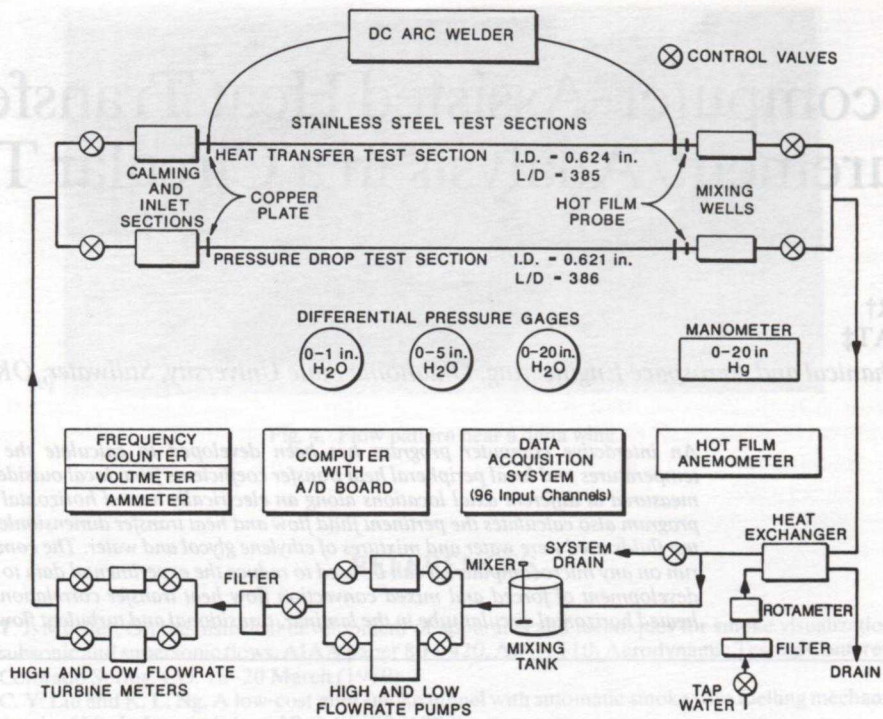 DC ARC WELDER
CONTROL VALVES
STAINLESS STEEL TEST SECTIONS
HEAT TRANSFER TEST SECTION
I.D. - 0.624 in.
L/D - 385
CALMING
AND
INLET
SECTIONS
COPPER
PLATE
HOT FILM
PROBE
MIXING
WELLS
PRESSURE DROP TEST SECTION
I.D. - 0.621 in.
L/D - 386
DIFFERENTIAL PRESSURE GAGES
0-1 in.
H2O
0-5 in.
H2O
0-20 in.
H2O
MANOMETER
0-20 in
Hg
FREQUENCY
COUNTER
VOLTMETER
AMMETER
COMPUTER
WITH
A/D BOARD
DATA
ACQUISITION
SYSYEM
(96 Input Channels)
HOT FILM
ANEMOMETER
HEAT
EXCHANGER
SYSTEM
DRAIN
MIXER
FILTER
ROTAMETER
FILTER
MIXING
TANK
HIGH AND LOW FLOWRATE
TURBINE METERS
HIGH AND LOW
FLOWRATE PUMPS
TAP
WATER
DRAIN